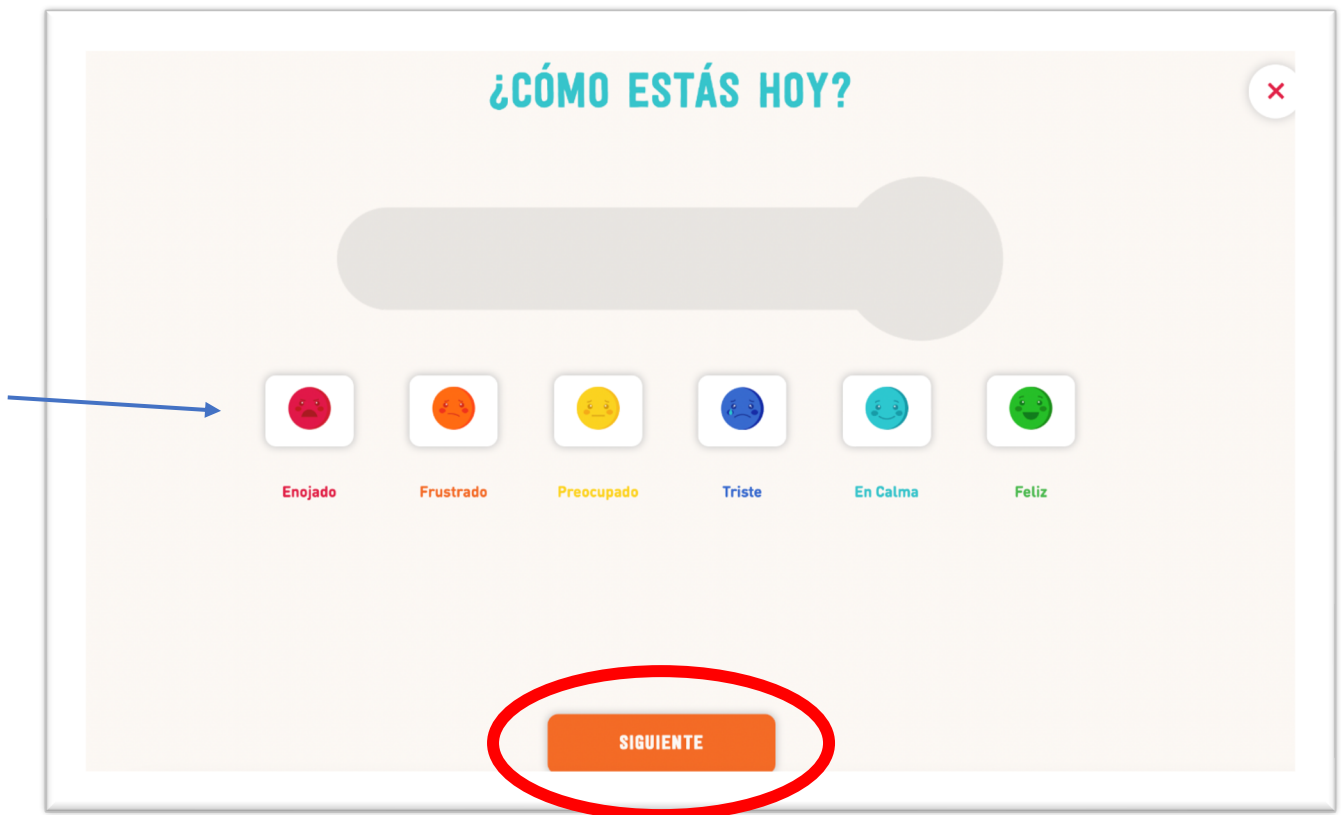 ¿CÓMO ESTÁS HOY?
Enojado Frustrado Preocupado Triste En Calma Feliz
SIGUIENTE